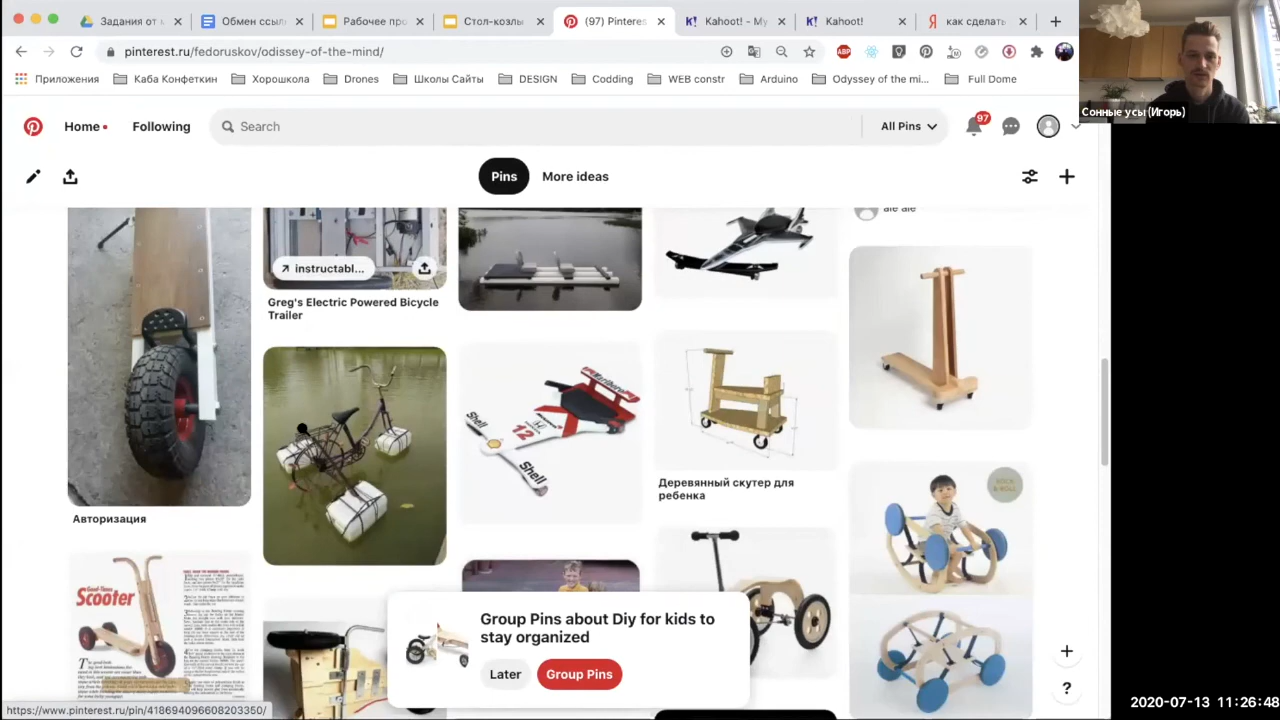 Задания от м
Обмен ссыл
Рабочее про
Стол-козлы
(97) Pinteres
Kahoot! - My
Kahoot!
как сделать
pinterest.ru/fedoruskov/odissey-of-the-mind/
ABP
Приложения
Каба Конфеткин
Хорошкола
Drones
Школы Сайты
DESIGN
Codding
WEB constr
Arduino
Odyssey of the mi...
Full Dome
Сонные усы (Игорь)
Home
Following
Search
All Pins
97
Pins
More ideas
ale ale
instructabl...
Greg's Electric Powered Bicycle
Trailer
Shell
12
Shell
Деревянный скутер для
ребенка
ROCK
& ROLL
Авторизация
Scooter
Group Pins about Diy for kids to
stay organized
Later
Group Pins
?
https://www.pinterest.ru/pin/418694096608203350/
2020-07-13 11:26:48